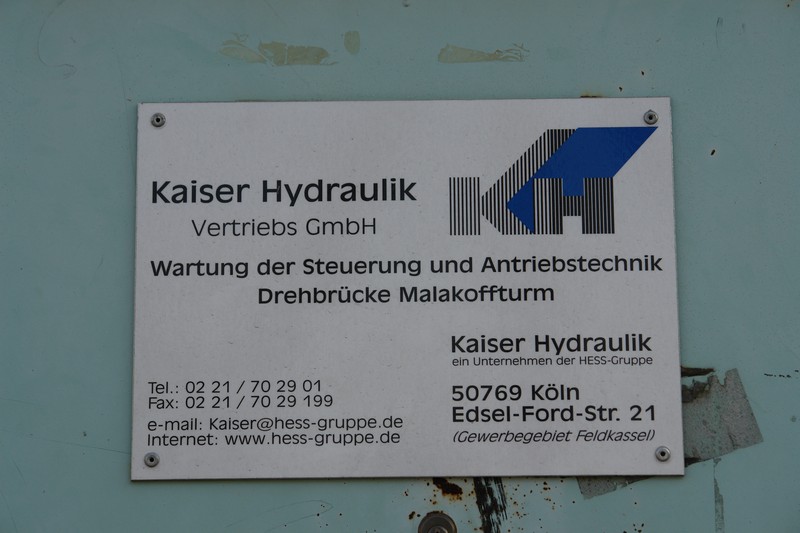 Kaiser Hydraulik
Vertriebs GmbH
KH
Wartung der Steuerung und Antriebstechnik
Drehbrücke Malakoffturm
Kaiser Hydraulik
ein Unternehmen der HESS-Gruppe
50769 Köln
Edsel-Ford-Str. 21
(Gewerbegebiet Feldkassel)
Tel.: 02 21 / 70 29 01
Fax: 02 21 / 70 29 199
e-mail: Kaiser@hess-gruppe.de
Internet: www.hess-gruppe.de